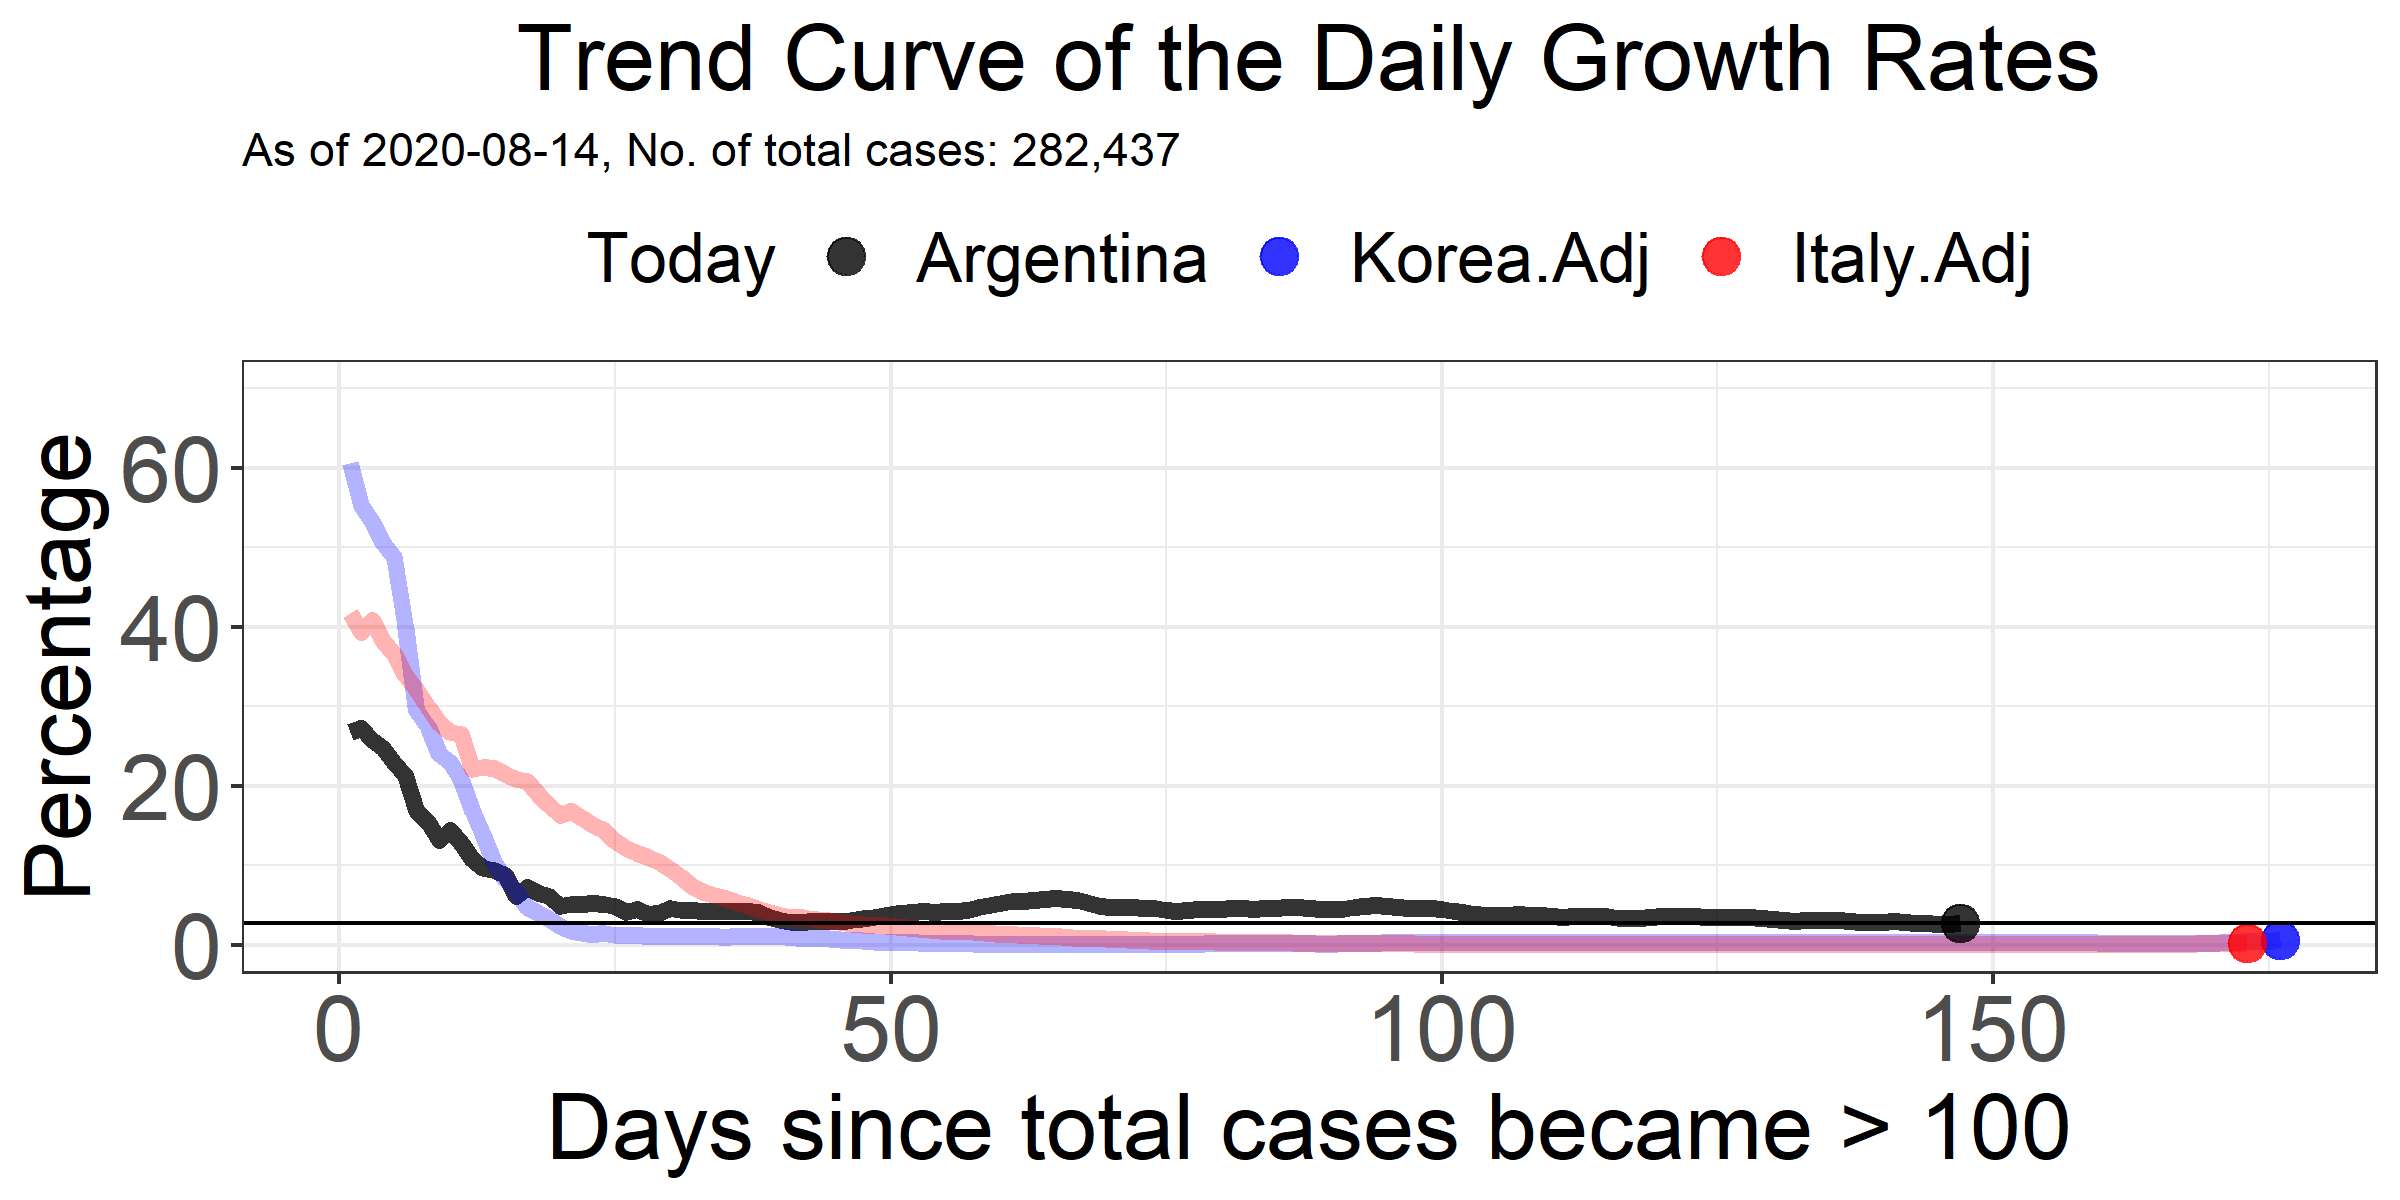 Trend Curve of the Daily Growth Rates
As of 2020-08-14, No. of total cases: 282,437
Today Argentina Korea.Adj Italy.Adj
Percentage
60
40
20
0
0 50 100 150
Days since total cases became > 100